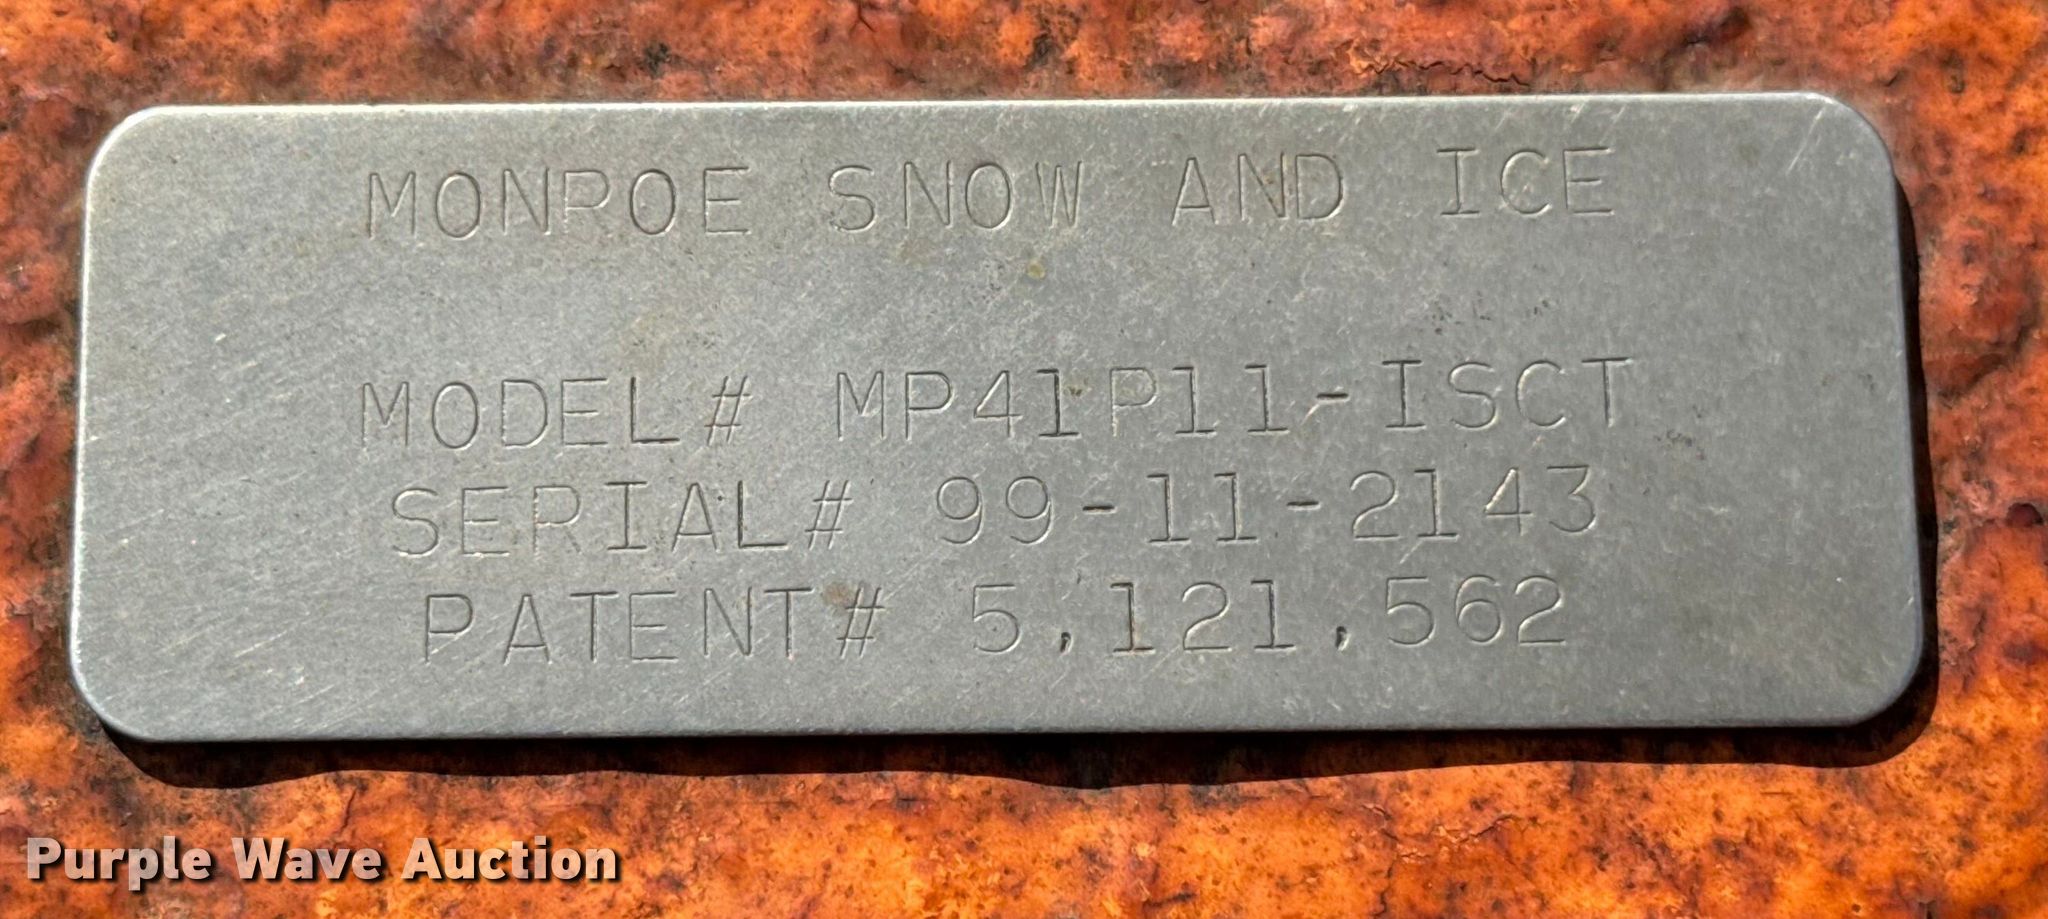 MONROE SNOW AND ICE
MODEL# MP41P11-ISCT
SERIAL# 99-11-2143
PATENT# 5,121,562
Purple Wave Auction